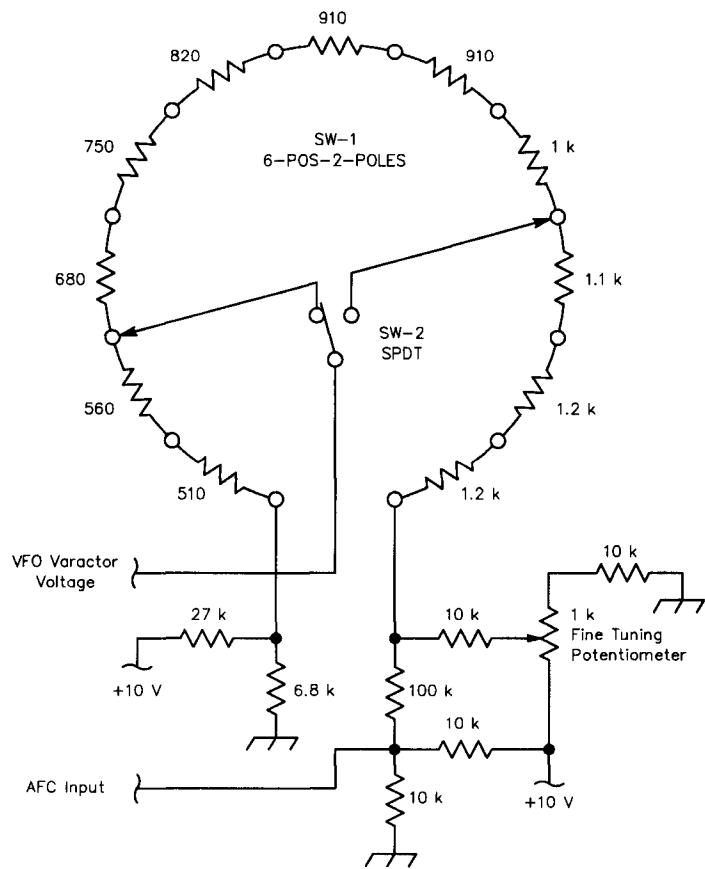 910
820
910
SW-1
6-POS-2-POLES
750
1 k
680
1.1 k
SW-2
SPDT
560
1.2 k
510
1.2 k
VFO Varactor
Voltage
10 k
27 k
10 k
1 k
Fine Tuning
Potentiometer
+10 V
6.8 k
100 k
10 k
AFC Input
10 k
+10 V